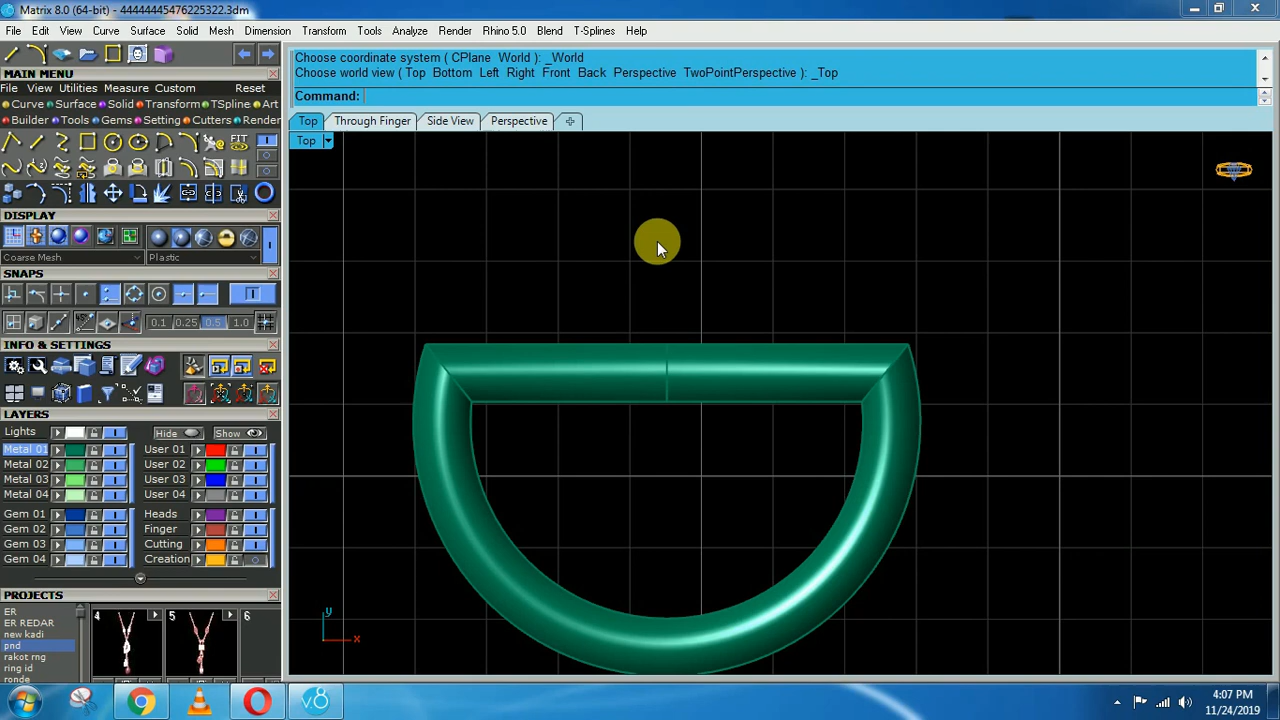 Matrix 8.0 (64-bit) - 44444445476225322.3dm
File Edit View Curve Surface Solid Mesh Dimension Transform Tools Analyze Render Rhino 5.0 Blend T-Splines Help
Choose coordinate system ( CPlane World ): _World
Choose world view ( Top Bottom Left Right Front Back Perspective TwoPointPerspective ): _Top
Command:
Top Through Finger Side View Perspective
Top
MAIN MENU
File View Utilities Measure Custom Reset
Curve Surface Solid Transform TSpline Art
Builder Tools Gems Setting Cutters Render
FIT
DISPLAY
Coarse Mesh Plastic
SNAPS
0.1 0.25 0.5 1.0
INFO & SETTINGS
LAYERS
Lights Hide Show
Metal 01 User 01
Metal 02 User 02
Metal 03 User 03
Metal 04 User 04
Gem 01 Heads
Gem 02 Finger
Gem 03 Cutting
Gem 04 Creation
PROJECTS
ER
ER REDAR
new kadi
pnd
rakot rng
ring id
ronde
4 5 6
y
x
v8
4:07 PM
11/24/2019